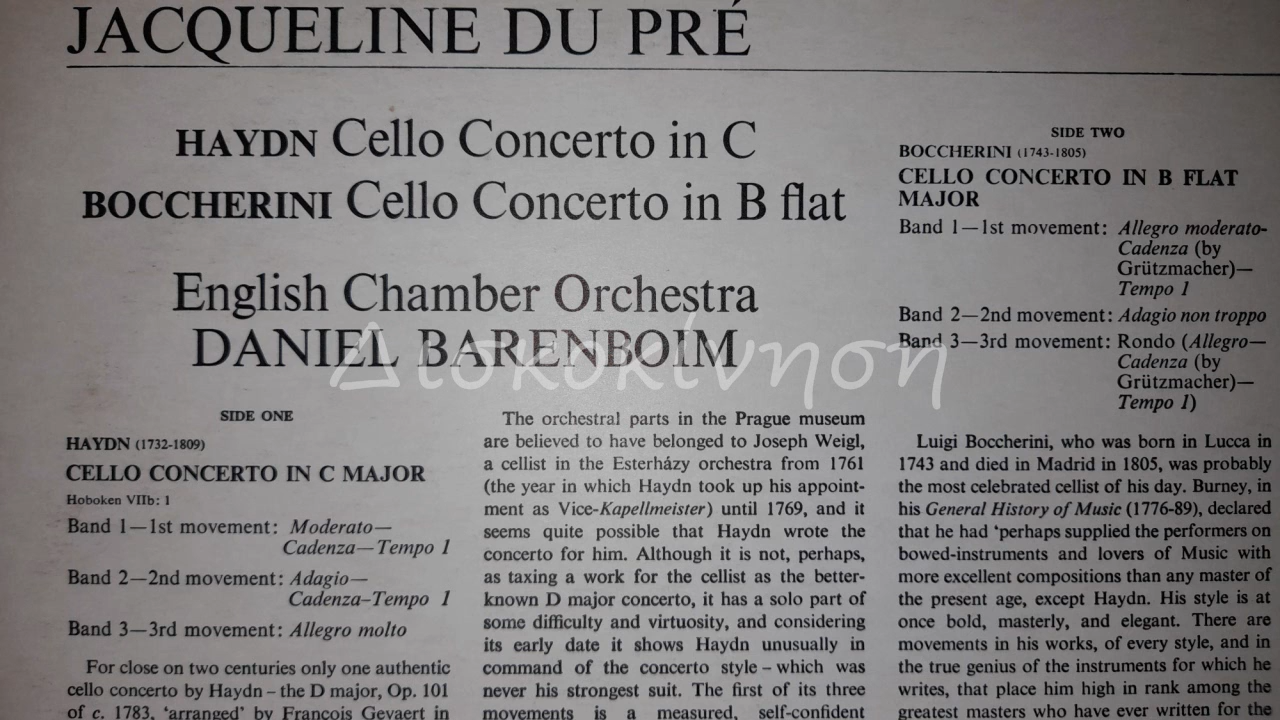 JACQUELINE DU PRÉ
HAYDN Cello Concerto in C
BOCCHERINI Cello Concerto in B flat
English Chamber Orchestra
DANIEL BARENBOIM
Διεκοκίνηση
SIDE ONE
HAYDN (1732-1809)
CELLO CONCERTO IN C MAJOR
Hoboken VIIb: 1
Band 1—1st movement: Moderato—
Cadenza—Tempo 1
Band 2—2nd movement: Adagio—
Cadenza–Tempo 1
Band 3—3rd movement: Allegro molto
For close on two centuries only one authentic
cello concerto by Haydn – the D major, Op. 101
of c. 1783, 'arranged' by François Gevaert in
The orchestral parts in the Prague museum
are believed to have belonged to Joseph Weigl,
a cellist in the Esterházy orchestra from 1761
(the year in which Haydn took up his appoint-
ment as Vice-Kapellmeister) until 1769, and it
seems quite possible that Haydn wrote the
concerto for him. Although it is not, perhaps,
as taxing a work for the cellist as the better-
known D major concerto, it has a solo part of
some difficulty and virtuosity, and considering
its early date it shows Haydn unusually in
command of the concerto style – which was
never his strongest suit. The first of its three
movements is a measured, self-confident
SIDE TWO
BOCCHERINI (1743-1805)
CELLO CONCERTO IN B FLAT
MAJOR
Band 1—1st movement: Allegro moderato-
Cadenza (by
Grützmacher)—
Tempo 1
Band 2—2nd movement: Adagio non troppo
Band 3—3rd movement: Rondo (Allegro—
Cadenza (by
Grützmacher)—
Tempo 1)
Luigi Boccherini, who was born in Lucca in
1743 and died in Madrid in 1805, was probably
the most celebrated cellist of his day. Burney, in
his General History of Music (1776-89), declared
that he had 'perhaps supplied the performers on
bowed-instruments and lovers of Music with
more excellent compositions than any master of
the present age, except Haydn. His style is at
once bold, masterly, and elegant. There are
movements in his works, of every style, and in
the true genius of the instruments for which he
writes, that place him high in rank among the
greatest masters who have ever written for the